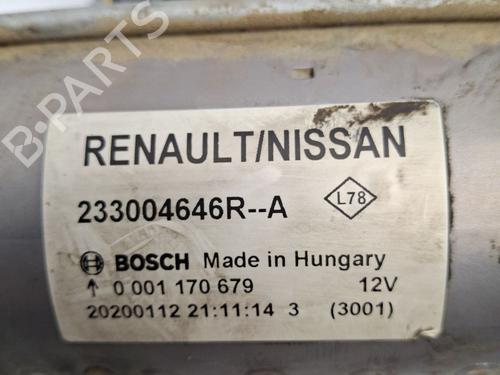 B-PARTS
RENAULT/NISSAN
233004646R--A
L78
BOSCH Made in Hungary
↑ 0 001 170 679 12V
20200112 21:11:14 3 (3001)